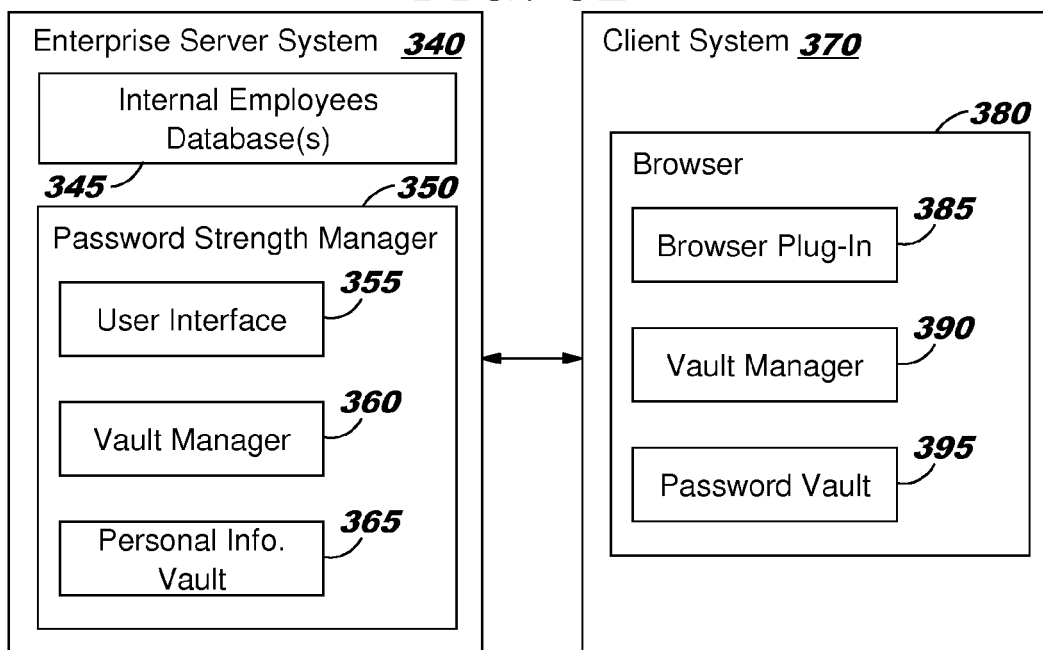 Enterprise Server System 340
Internal Employees
Database(s)
345
350
Password Strength Manager
355
User Interface
360
Vault Manager
365
Personal Info.
Vault
Client System 370
380
Browser
385
Browser Plug-In
390
Vault Manager
395
Password Vault